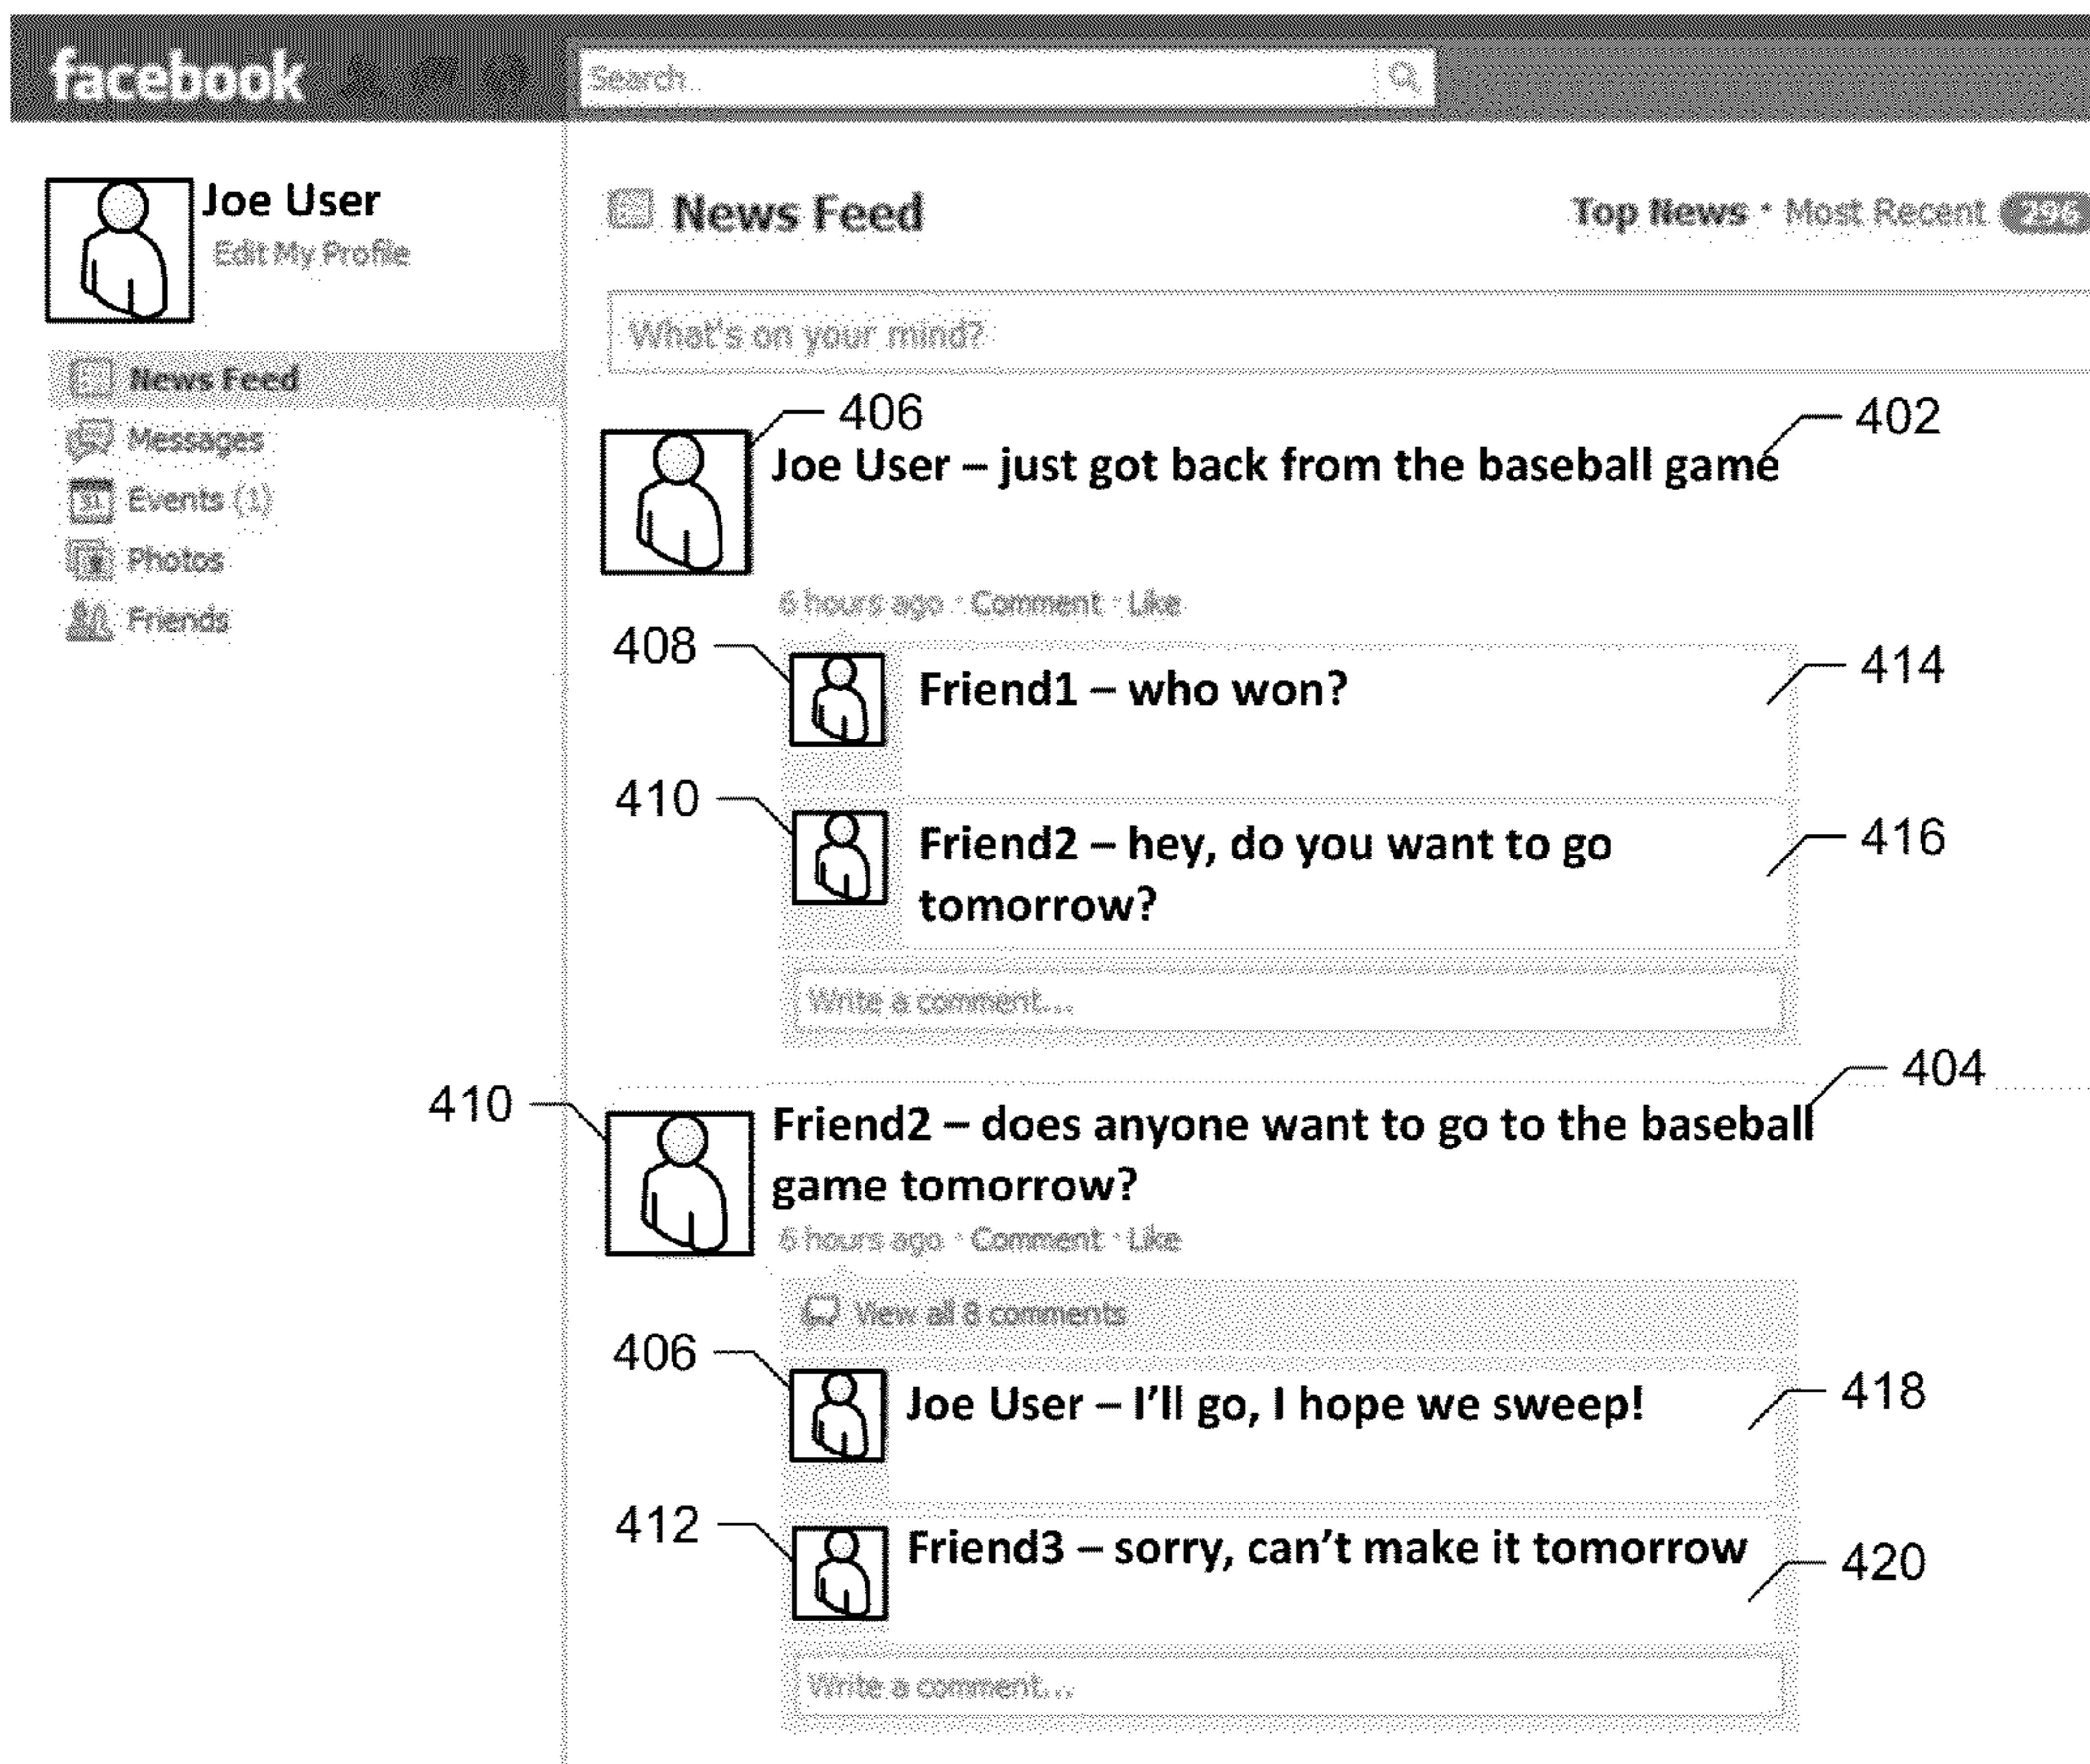 facebook
Search
Joe User
Edit My Profile
News Feed
Messages
31 Events (1)
Photos
Friends
News Feed
Top News · Most Recent 296
What's on your mind?
406
402
Joe User – just got back from the baseball game
6 hours ago · Comment · Like
408
Friend1 – who won?
414
410
Friend2 – hey, do you want to go
tomorrow?
416
Write a comment...
404
410
Friend2 – does anyone want to go to the baseball
game tomorrow?
6 hours ago · Comment · Like
View all 8 comments
406
Joe User – I'll go, I hope we sweep!
418
412
Friend3 – sorry, can't make it tomorrow
420
Write a comment...